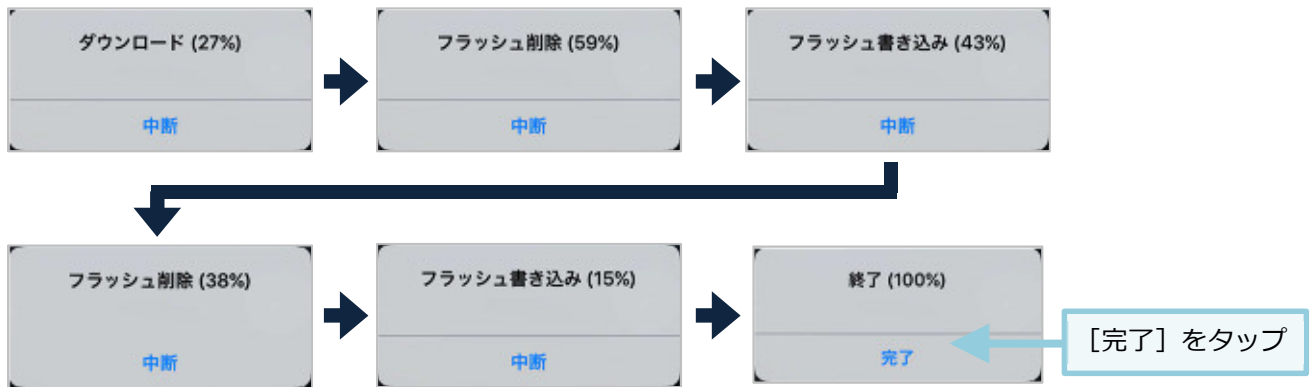 ダウンロード (27%)
中断
フラッシュ削除 (59%)
中断
フラッシュ書き込み (43%)
中断
フラッシュ削除 (38%)
中断
フラッシュ書き込み (15%)
中断
終了 (100%)
完了
［完了］をタップ